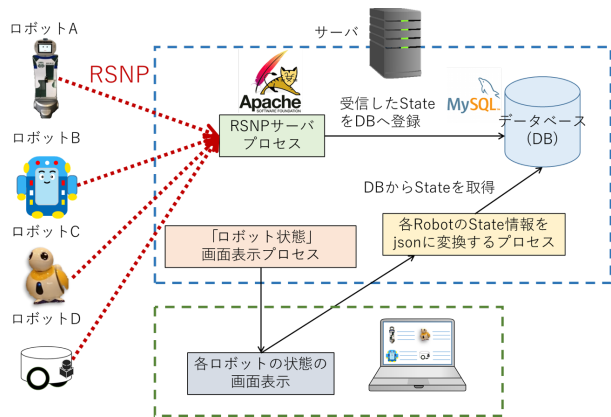 ロボットA
サーバ
RSNP
Apache
SOFTWARE FOUNDATION
MySQL
受信したState
をDBへ登録
RSNPサーバ
プロセス
データベース
(DB)
ロボットB
DBからStateを取得
ロボットC
「ロボット状態」
画面表示プロセス
各RobotのState情報を
jsonに変換するプロセス
ロボットD
各ロボットの状態の
画面表示